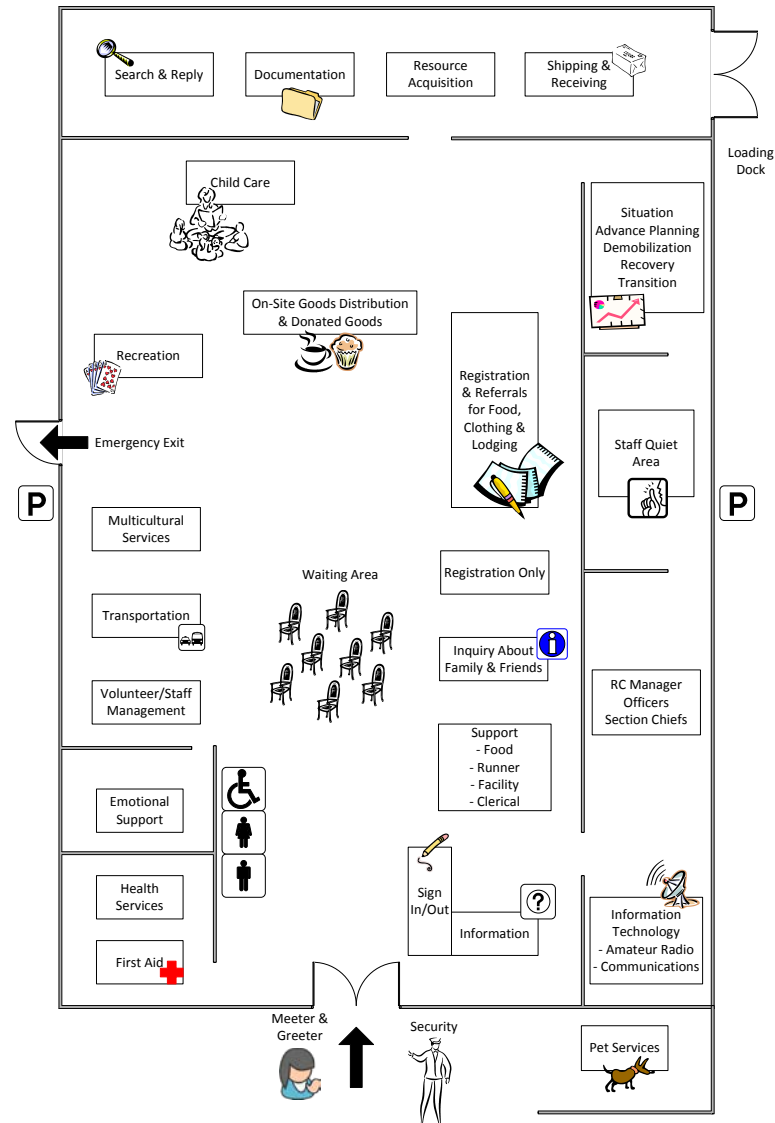 Search & Reply
Documentation
Resource
Acquisition
Shipping &
Receiving
Loading
Dock
Child Care
Situation
Advance Planning
Demobilization
Recovery
Transition
On-Site Goods Distribution
& Donated Goods
Recreation
Registration
& Referrals
for Food,
Clothing &
Lodging
Emergency Exit
Staff Quiet
Area
P
P
Multicultural
Services
Waiting Area
Registration Only
Transportation
Inquiry About
Family & Friends
i
Volunteer/Staff
Management
RC Manager
Officers
Section Chiefs
Support
- Food
- Runner
- Facility
- Clerical
Emotional
Support
Health
Services
Sign
In/Out
?
Information
Information
Technology
- Amateur Radio
- Communications
First Aid
Meeter &
Greeter
Security
Pet Services